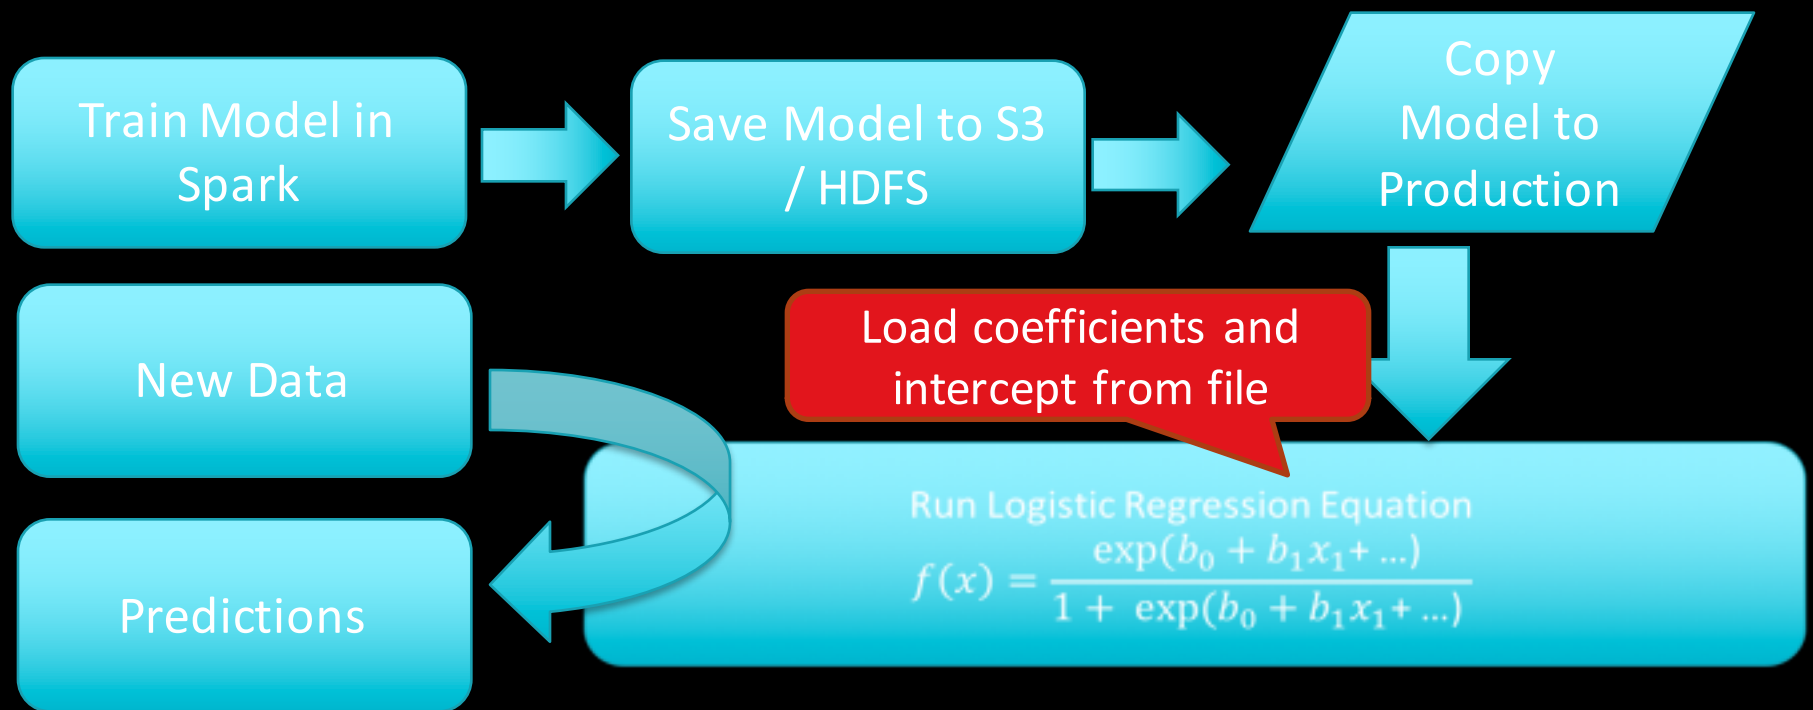 Train Model in
Spark
Save Model to S3
/ HDFS
Copy
Model to
Production
New Data
Load coefficients and
intercept from file
Run Logistic Regression Equation
f(x) = exp(b₀ + b₁x₁+ ...) / 1 + exp(b₀ + b₁x₁+ ...)
Predictions